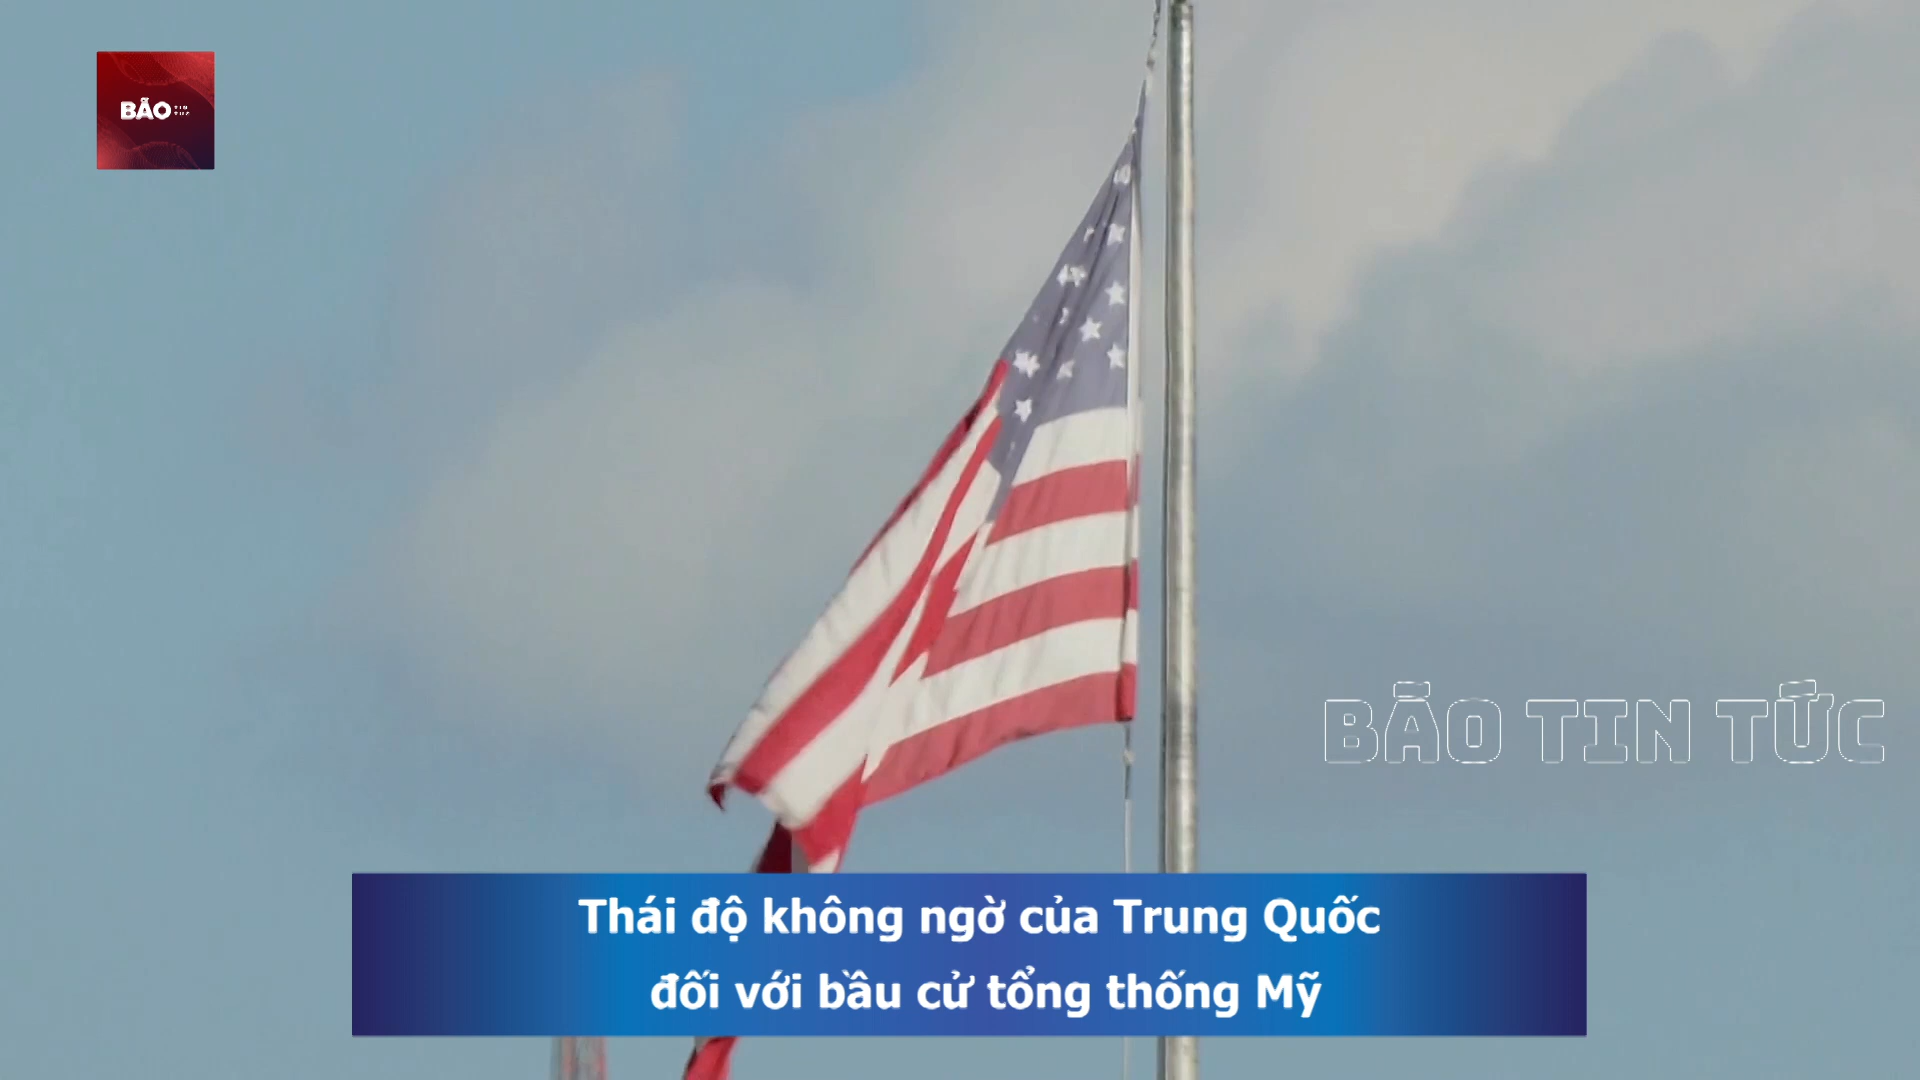 BÃO
BÃO TIN TỨC
Thái độ không ngờ của Trung Quốc
đối với bầu cử tổng thống Mỹ